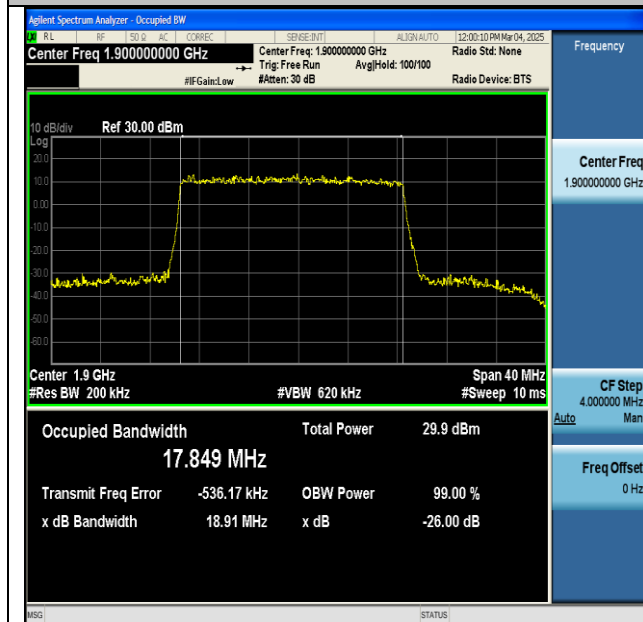 Agilent Spectrum Analyzer - Occupied BW
LXI RL RF 50 Ω AC CORREC SENSE:INT ALIGN AUTO 12:00:10 PM Mar 04, 2025
Center Freq 1.900000000 GHz Center Freq: 1.900000000 GHz Radio Std: None
Trig: Free Run Avg|Hold: 100/100
#IFGain:Low #Atten: 30 dB Radio Device: BTS
10 dB/div Ref 30.00 dBm
Log
20.0
10.0
0.00
-10.0
-20.0
-30.0
-40.0
-50.0
-60.0
Center 1.9 GHz Span 40 MHz
#Res BW 200 kHz #VBW 620 kHz #Sweep 10 ms
Occupied Bandwidth Total Power 29.9 dBm
17.849 MHz
Transmit Freq Error -536.17 kHz OBW Power 99.00 %
x dB Bandwidth 18.91 MHz x dB -26.00 dB
MSG STATUS
Frequency
Center Freq
1.900000000 GHz
CF Step
4.000000 MHz
Auto Man
Freq Offset
0 Hz